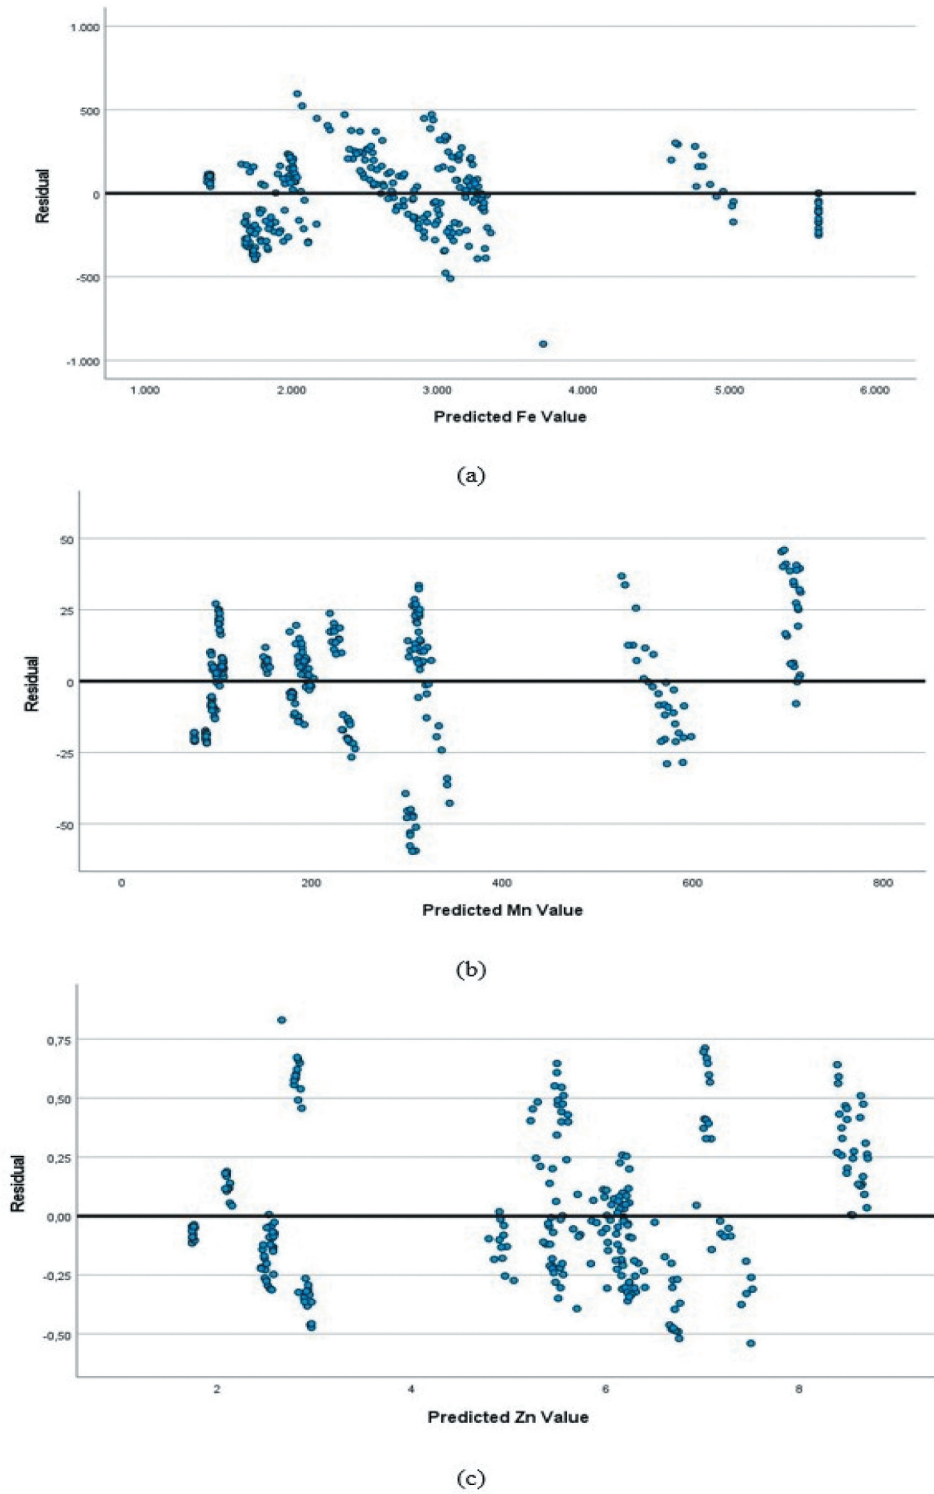 1.000
500
0
-500
-1.000
Residual
1.000 2.000 3.000 4.000 5.000 6.000
Predicted Fe Value
(a)
50
25
0
-25
-50
Residual
0 200 400 600 800
Predicted Mn Value
(b)
0,75
0,50
0,25
0,00
-0,25
-0,50
Residual
2 4 6 8
Predicted Zn Value
(c)